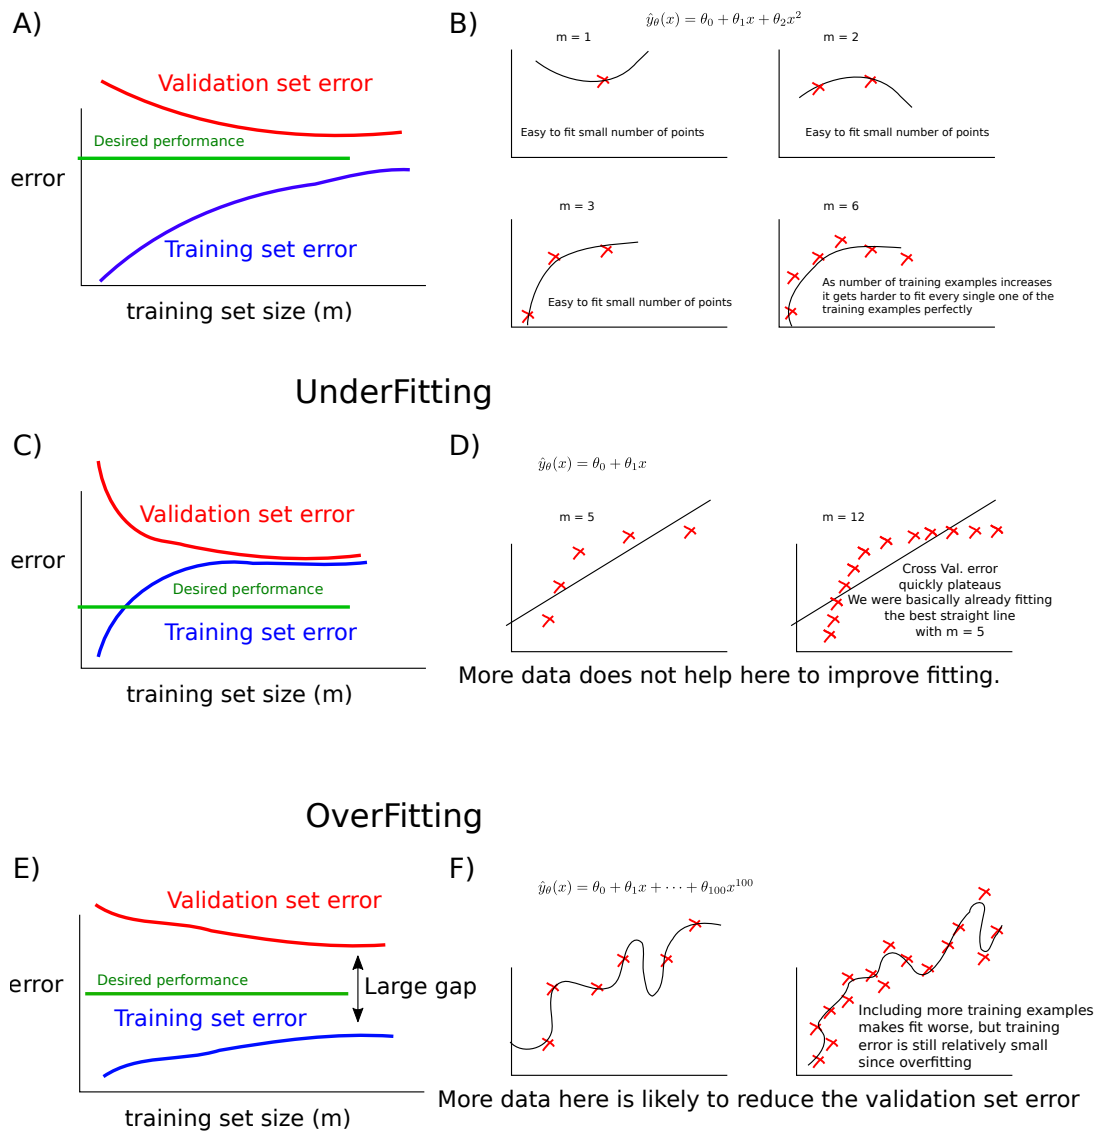 A)
Validation set error
Desired performance
error
Training set error
training set size (m)
B)
ŷ_θ(x) = θ₀ + θ₁x + θ₂x²
m = 1
Easy to fit small number of points
m = 2
Easy to fit small number of points
m = 3
Easy to fit small number of points
m = 6
As number of training examples increases
it gets harder to fit every single one of the
training examples perfectly
UnderFitting
C)
Validation set error
error
Desired performance
Training set error
training set size (m)
D)
ŷ_θ(x) = θ₀ + θ₁x
m = 5
m = 12
Cross Val. error
quickly plateaus
We were basically already fitting
the best straight line
with m = 5
More data does not help here to improve fitting.
OverFitting
E)
Validation set error
error
Desired performance
Large gap
Training set error
training set size (m)
F)
ŷ_θ(x) = θ₀ + θ₁x + ⋯ + θ₁₀₀x¹⁰⁰
Including more training examples
makes fit worse, but training
error is still relatively small
since overfitting
More data here is likely to reduce the validation set error